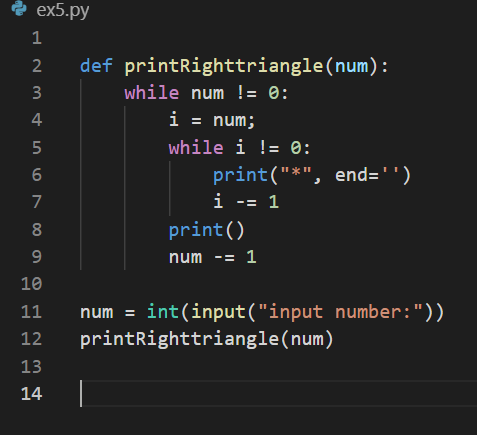 ex5.py
1
2 def printRighttriangle(num):
3     while num != 0:
4         i = num;
5         while i != 0:
6             print("*", end='')
7             i -= 1
8         print()
9         num -= 1
10
11 num = int(input("input number:"))
12 printRighttriangle(num)
13
14